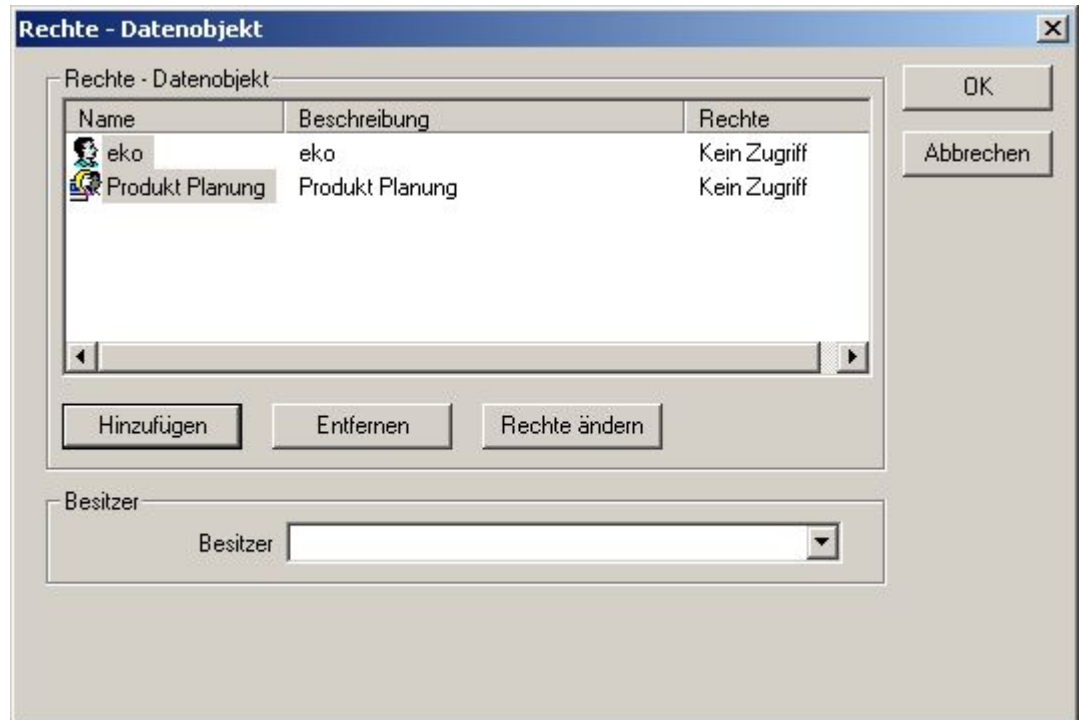 Rechte - Datenobjekt
Rechte - Datenobjekt
OK
Name Beschreibung Rechte
eko eko Kein Zugriff
Abbrechen
Produkt Planung Produkt Planung Kein Zugriff
Hinzufügen Entfernen Rechte ändern
Besitzer
Besitzer